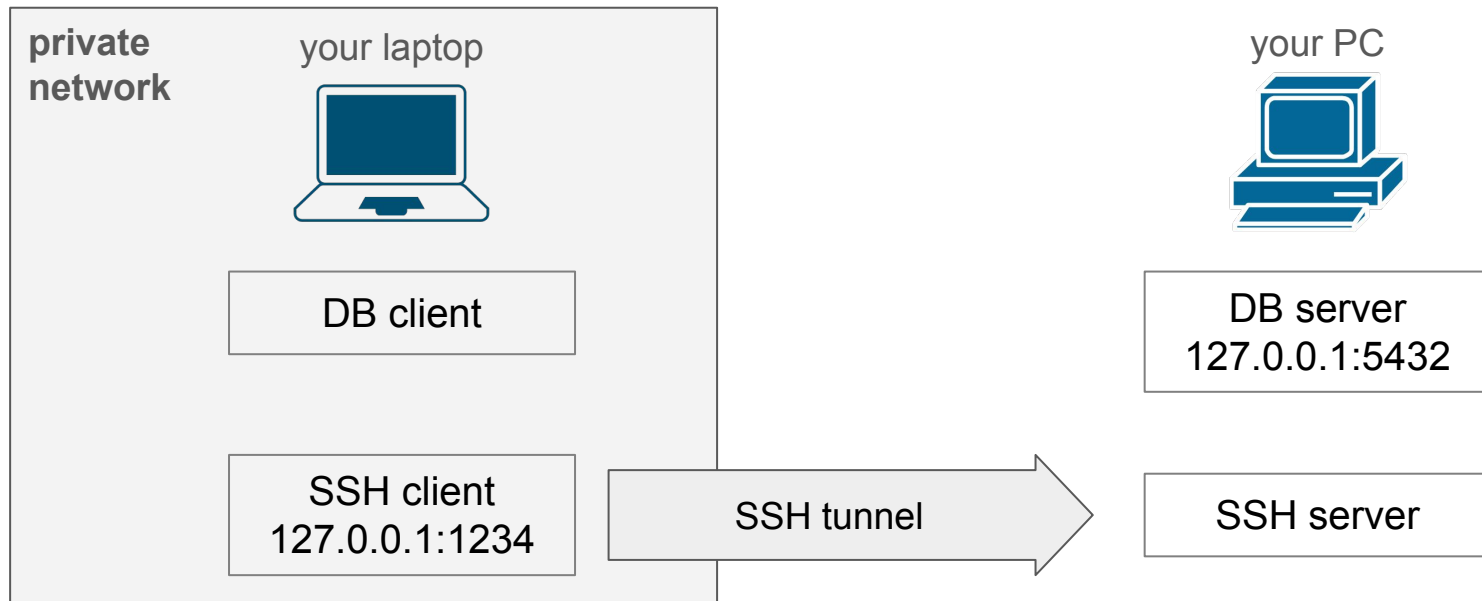 private
network
your laptop
your PC
DB client
DB server
127.0.0.1:5432
SSH client
127.0.0.1:1234
SSH tunnel
SSH server